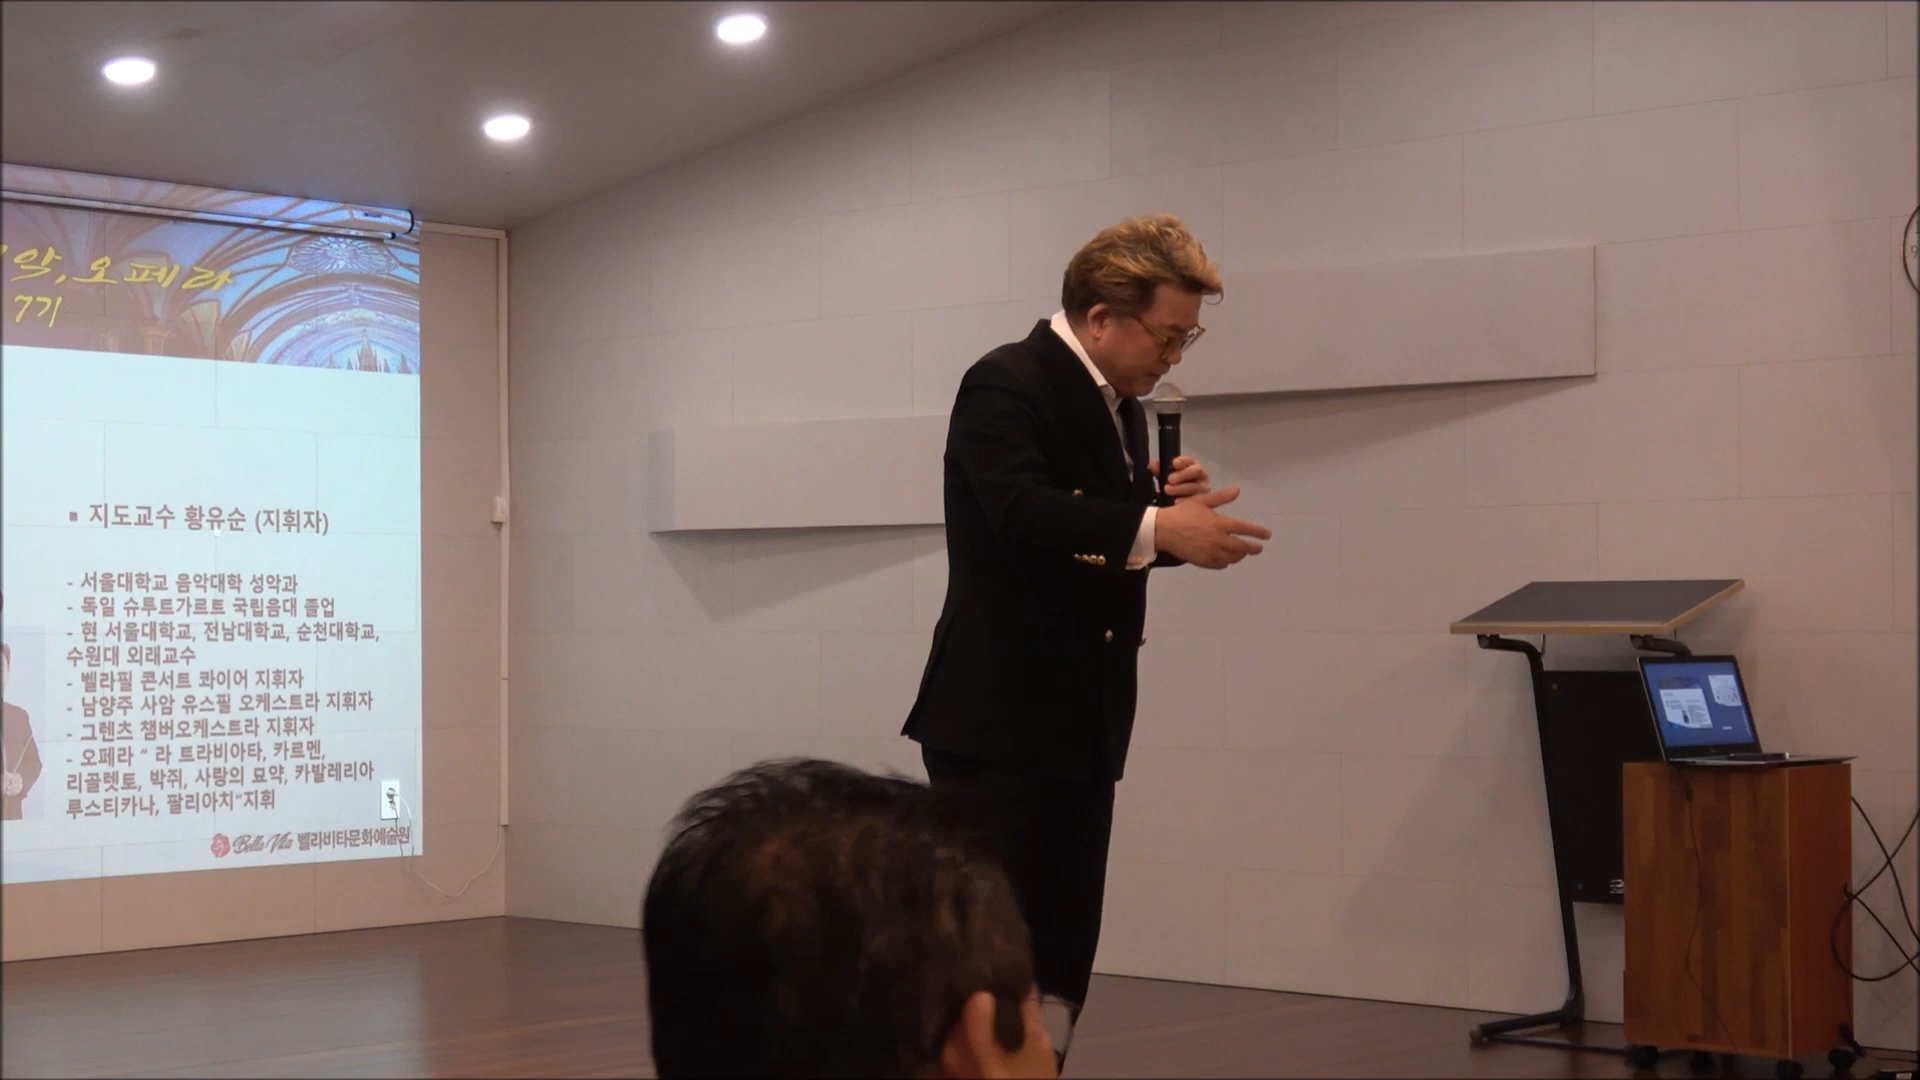 악, 오페라
7기
▪ 지도교수 황유순 (지휘자)
- 서울대학교 음악대학 성악과
- 독일 슈투트가르트 국립음대 졸업
- 현 서울대학교, 전남대학교, 순천대학교,
수원대 외래교수
- 벨라필 콘서트 콰이어 지휘자
- 남양주 사암 유스필 오케스트라 지휘자
- 그렌츠 챔버오케스트라 지휘자
- 오페라 " 라 트라비아타, 카르멘,
리골렛토, 박쥐, 사랑의 묘약, 카발레리아
루스티카나, 팔리아치"지휘
Bella Vita 벨라비타문화예술원